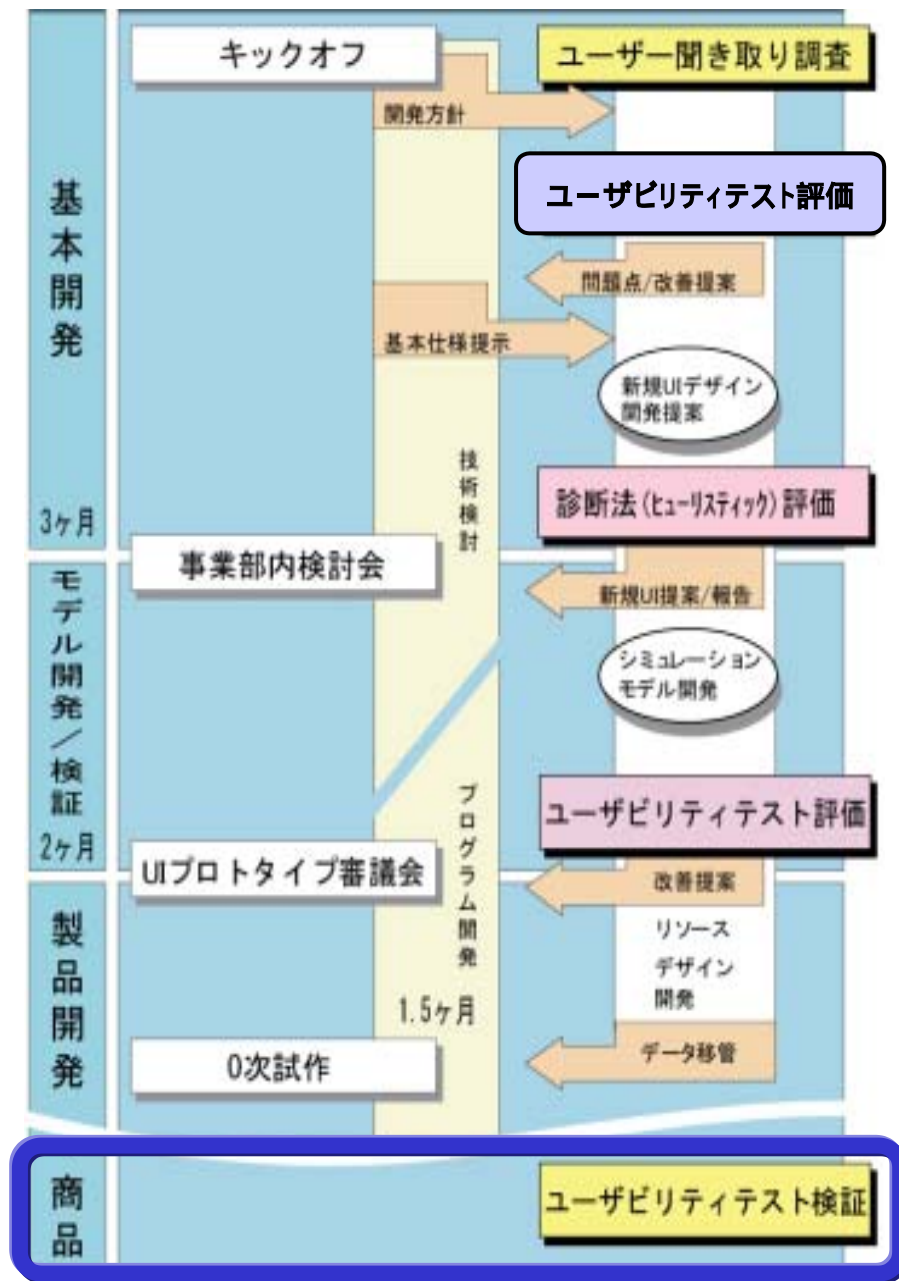 キックオフ
ユーザー聞き取り調査
開発方針
ユーザビリティテスト評価
問題点/改善提案
基本仕様提示
新規UIデザイン
開発提案
基本開発
3ヶ月
技術検討
診断法(ヒューリスティック)評価
事業部内検討会
新規UI提案/報告
シミュレーション
モデル開発
モデル開発/検証
2ヶ月
ユーザビリティテスト評価
UIプロトタイプ審議会
改善提案
プログラム開発
1.5ヶ月
リソース
デザイン
開発
製品開発
0次試作
データ移管
商品
ユーザビリティテスト検証